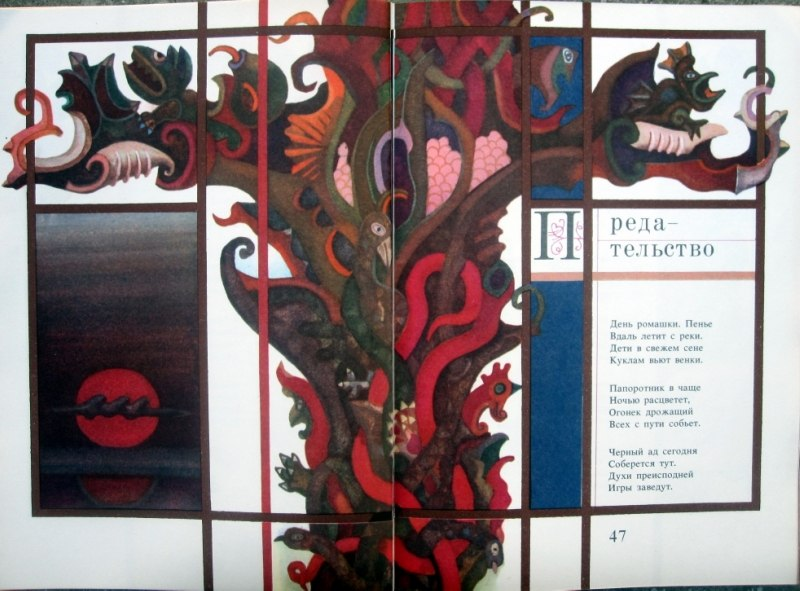 Преда-
тельство
День ромашки. Пенье
Вдаль летит с реки.
Дети в свежем сене
Куклам вьют венки.
Папоротник в чаще
Ночью расцветет,
Огонек дрожащий
Всех с пути собьет.
Черный ад сегодня
Соберется тут.
Духи преисподней
Игры заведут.
47